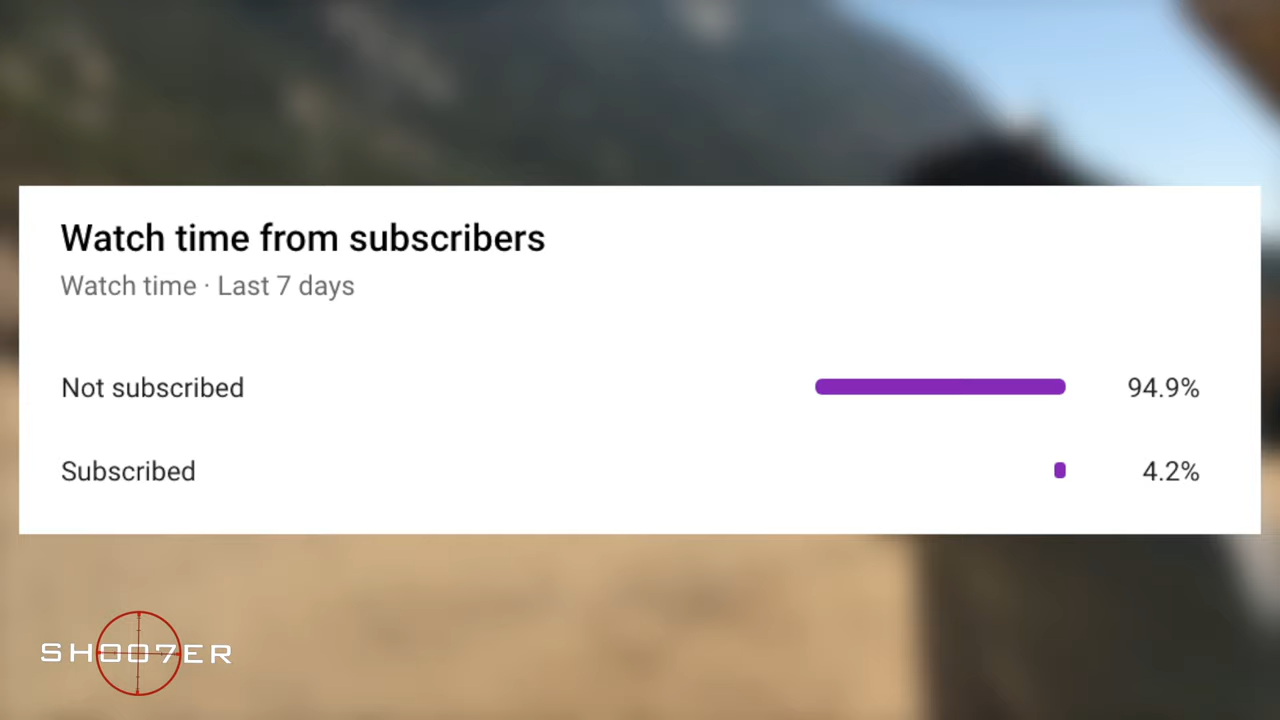 Watch time from subscribers
Watch time · Last 7 days
Not subscribed 94.9%
Subscribed 4.2%
SHOO7ER